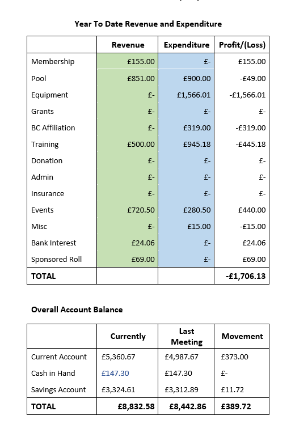 Year To Date Revenue and Expenditure
Revenue Expenditure Profit/(Loss)
Membership £155.00 £- £155.00
Pool £851.00 £900.00 -£49.00
Equipment £- £1,566.01 -£1,566.01
Grants £- £- £-
BC Affiliation £- £319.00 -£319.00
Training £500.00 £945.18 -£445.18
Donation £- £- £-
Admin £- £- £-
Insurance £- £- £-
Events £720.50 £280.50 £440.00
Misc £- £15.00 -£15.00
Bank Interest £24.06 £- £24.06
Sponsored Roll £69.00 £- £69.00
TOTAL -£1,706.13
Overall Account Balance
Currently Last Meeting Movement
Current Account £5,360.67 £4,987.67 £373.00
Cash in Hand £147.30 £147.30 £-
Savings Account £3,324.61 £3,312.89 £11.72
TOTAL £8,832.58 £8,442.86 £389.72